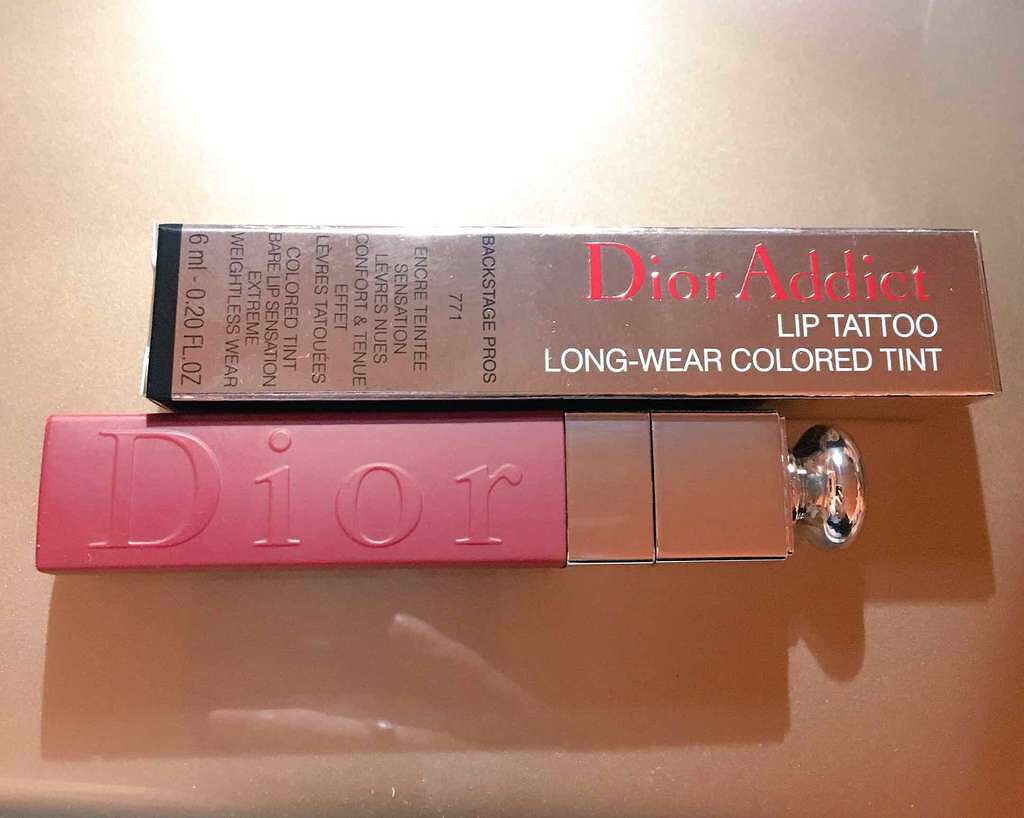 Dior Addict
LIP TATTOO
LONG-WEAR COLORED TINT
BACKSTAGE PROS
771
ENCRE TEINTÉE
SENSATION
LÈVRES NUES
CONFORT & TENUE
EFFET
LÈVRES TATOUÉES
COLORED TINT
BARE LIP SENSATION
EXTREME
WEIGHTLESS WEAR
6 ml - 0.20 FL.OZ
Dior